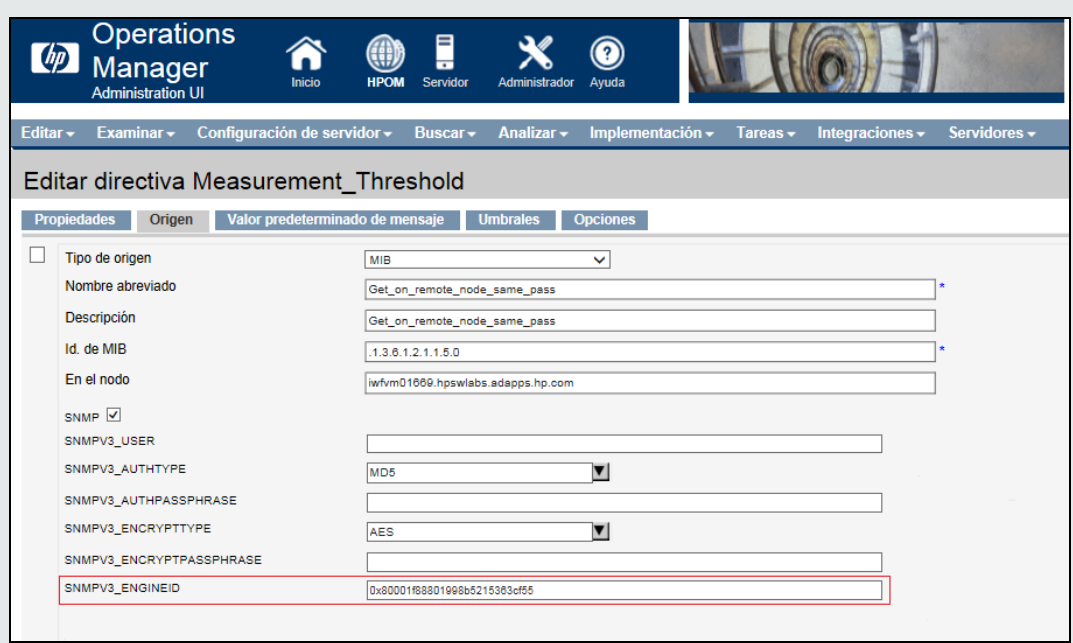 hp
Operations
Manager
Administration UI
Inicio
HPOM
Servidor
Administrador
Ayuda
Editar
Examinar
Configuración de servidor
Buscar
Analizar
Implementación
Tareas
Integraciones
Servidores
Editar directiva Measurement_Threshold
Propiedades
Origen
Valor predeterminado de mensaje
Umbrales
Opciones
Tipo de origen
MIB
Nombre abreviado
Get_on_remote_node_same_pass
*
Descripción
Get_on_remote_node_same_pass
Id. de MIB
.1.3.6.1.2.1.1.5.0
*
En el nodo
iwfvm01669.hpswlabs.adapps.hp.com
SNMP
SNMPV3_USER
SNMPV3_AUTHTYPE
MD5
SNMPV3_AUTHPASSPHRASE
SNMPV3_ENCRYPTTYPE
AES
SNMPV3_ENCRYPTPASSPHRASE
SNMPV3_ENGINEID
0x80001f88801998b5215363cf55